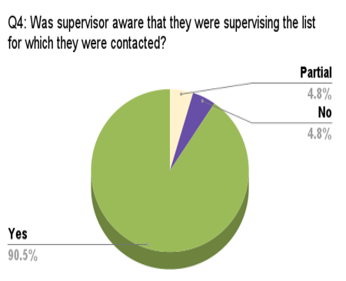 Q4: Was supervisor aware that they were supervising the list
for which they were contacted?
Partial
4.8%
No
4.8%
Yes
90.5%